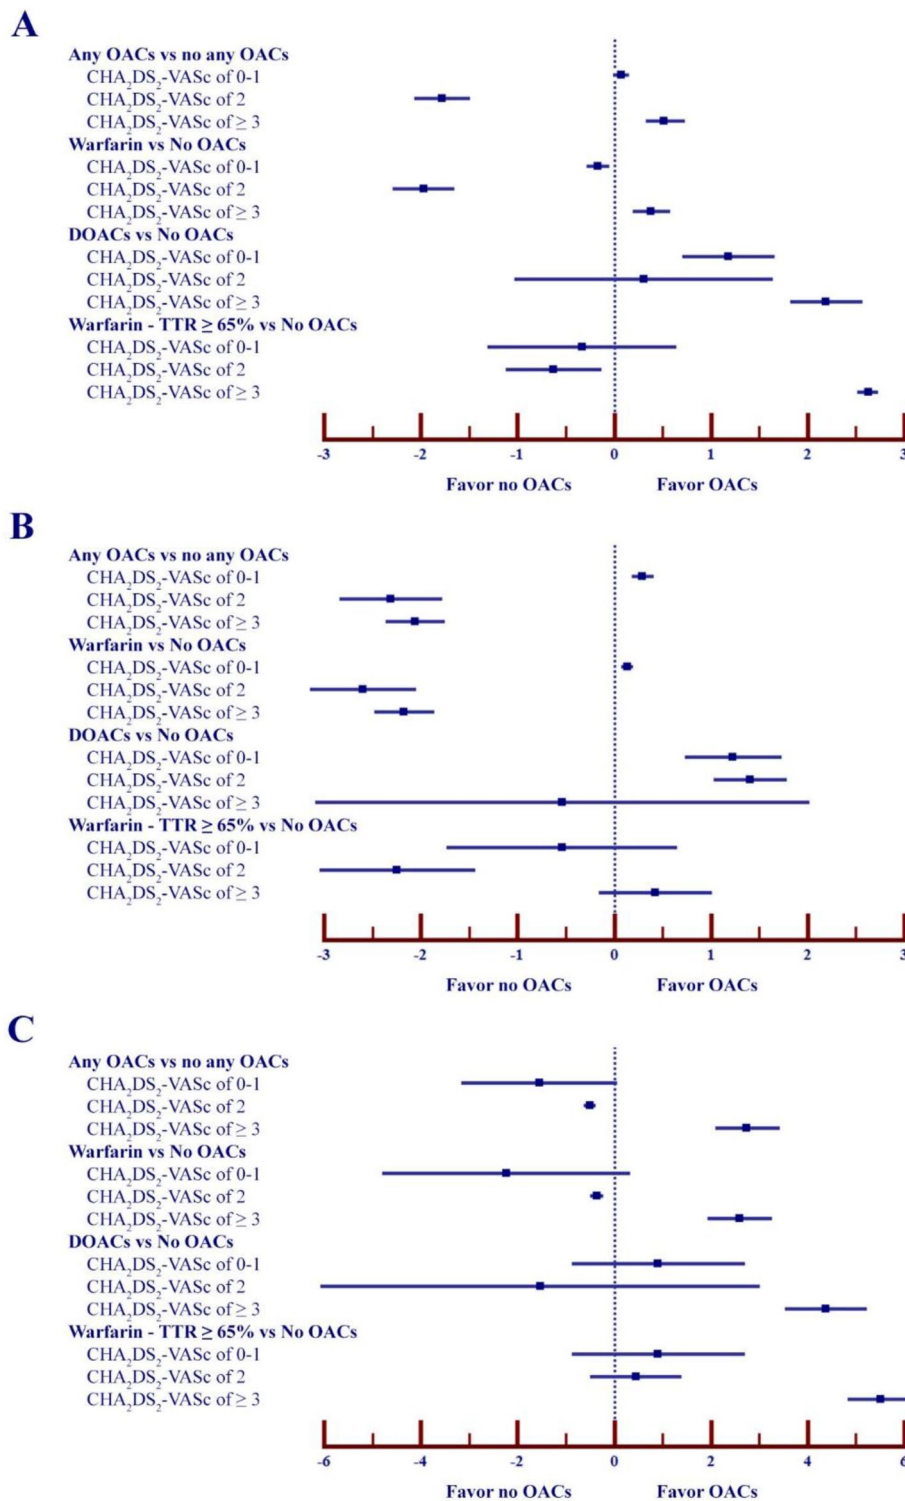 A
Any OACs vs no any OACs
CHA₂DS₂-VASc of 0-1
CHA₂DS₂-VASc of 2
CHA₂DS₂-VASc of ≥ 3
Warfarin vs No OACs
CHA₂DS₂-VASc of 0-1
CHA₂DS₂-VASc of 2
CHA₂DS₂-VASc of ≥ 3
DOACs vs No OACs
CHA₂DS₂-VASc of 0-1
CHA₂DS₂-VASc of 2
CHA₂DS₂-VASc of ≥ 3
Warfarin - TTR ≥ 65% vs No OACs
CHA₂DS₂-VASc of 0-1
CHA₂DS₂-VASc of 2
CHA₂DS₂-VASc of ≥ 3
-3 -2 -1 0 1 2 3
Favor no OACs Favor OACs
B
Any OACs vs no any OACs
CHA₂DS₂-VASc of 0-1
CHA₂DS₂-VASc of 2
CHA₂DS₂-VASc of ≥ 3
Warfarin vs No OACs
CHA₂DS₂-VASc of 0-1
CHA₂DS₂-VASc of 2
CHA₂DS₂-VASc of ≥ 3
DOACs vs No OACs
CHA₂DS₂-VASc of 0-1
CHA₂DS₂-VASc of 2
CHA₂DS₂-VASc of ≥ 3
Warfarin - TTR ≥ 65% vs No OACs
CHA₂DS₂-VASc of 0-1
CHA₂DS₂-VASc of 2
CHA₂DS₂-VASc of ≥ 3
-3 -2 -1 0 1 2 3
Favor no OACs Favor OACs
C
Any OACs vs no any OACs
CHA₂DS₂-VASc of 0-1
CHA₂DS₂-VASc of 2
CHA₂DS₂-VASc of ≥ 3
Warfarin vs No OACs
CHA₂DS₂-VASc of 0-1
CHA₂DS₂-VASc of 2
CHA₂DS₂-VASc of ≥ 3
DOACs vs No OACs
CHA₂DS₂-VASc of 0-1
CHA₂DS₂-VASc of 2
CHA₂DS₂-VASc of ≥ 3
Warfarin - TTR ≥ 65% vs No OACs
CHA₂DS₂-VASc of 0-1
CHA₂DS₂-VASc of 2
CHA₂DS₂-VASc of ≥ 3
-6 -4 -2 0 2 4 6
Favor no OACs Favor OACs